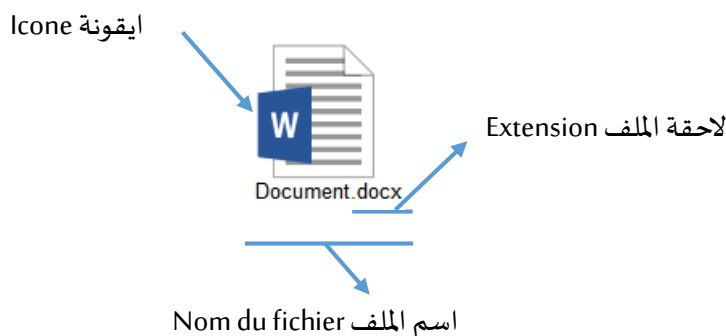 ايقونة Icone
W
لاحقة الملف Extension
Document.docx
اسم الملف Nom du fichier